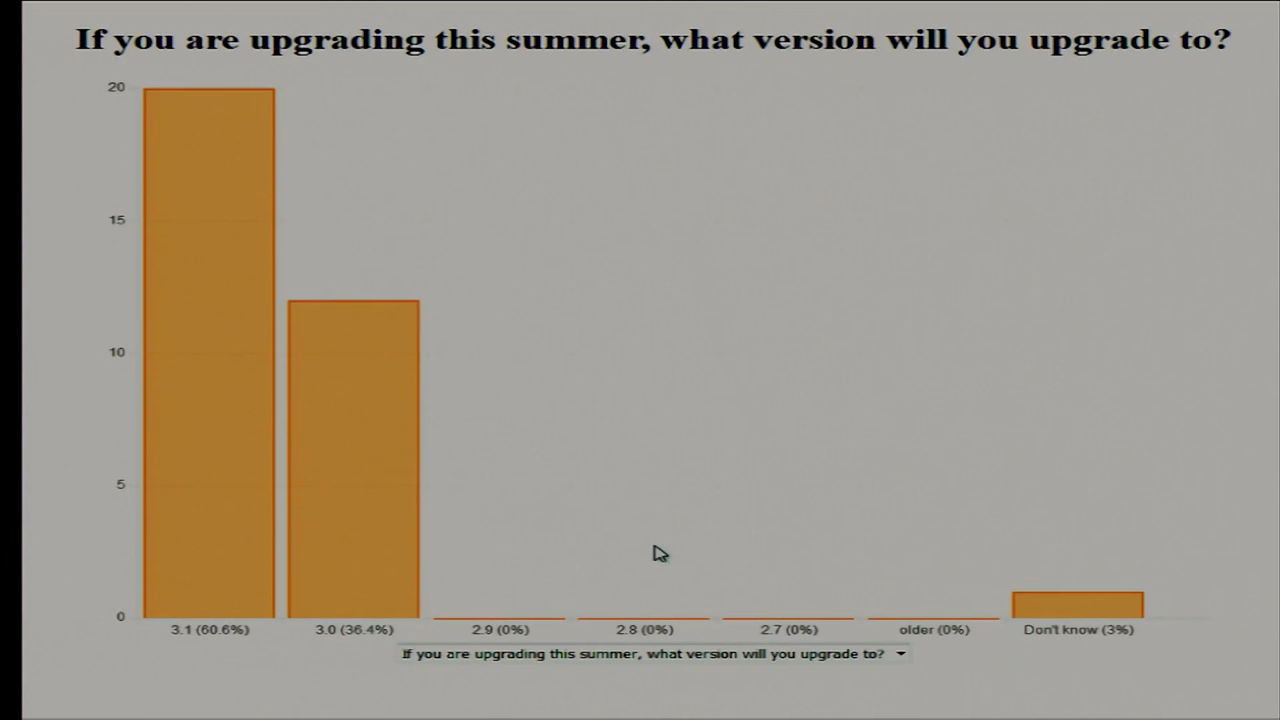 If you are upgrading this summer, what version will you upgrade to?
20
15
10
5
0
3.1 (60.6%)
3.0 (36.4%)
2.9 (0%)
2.8 (0%)
2.7 (0%)
older (0%)
Don't know (3%)
If you are upgrading this summer, what version will you upgrade to?